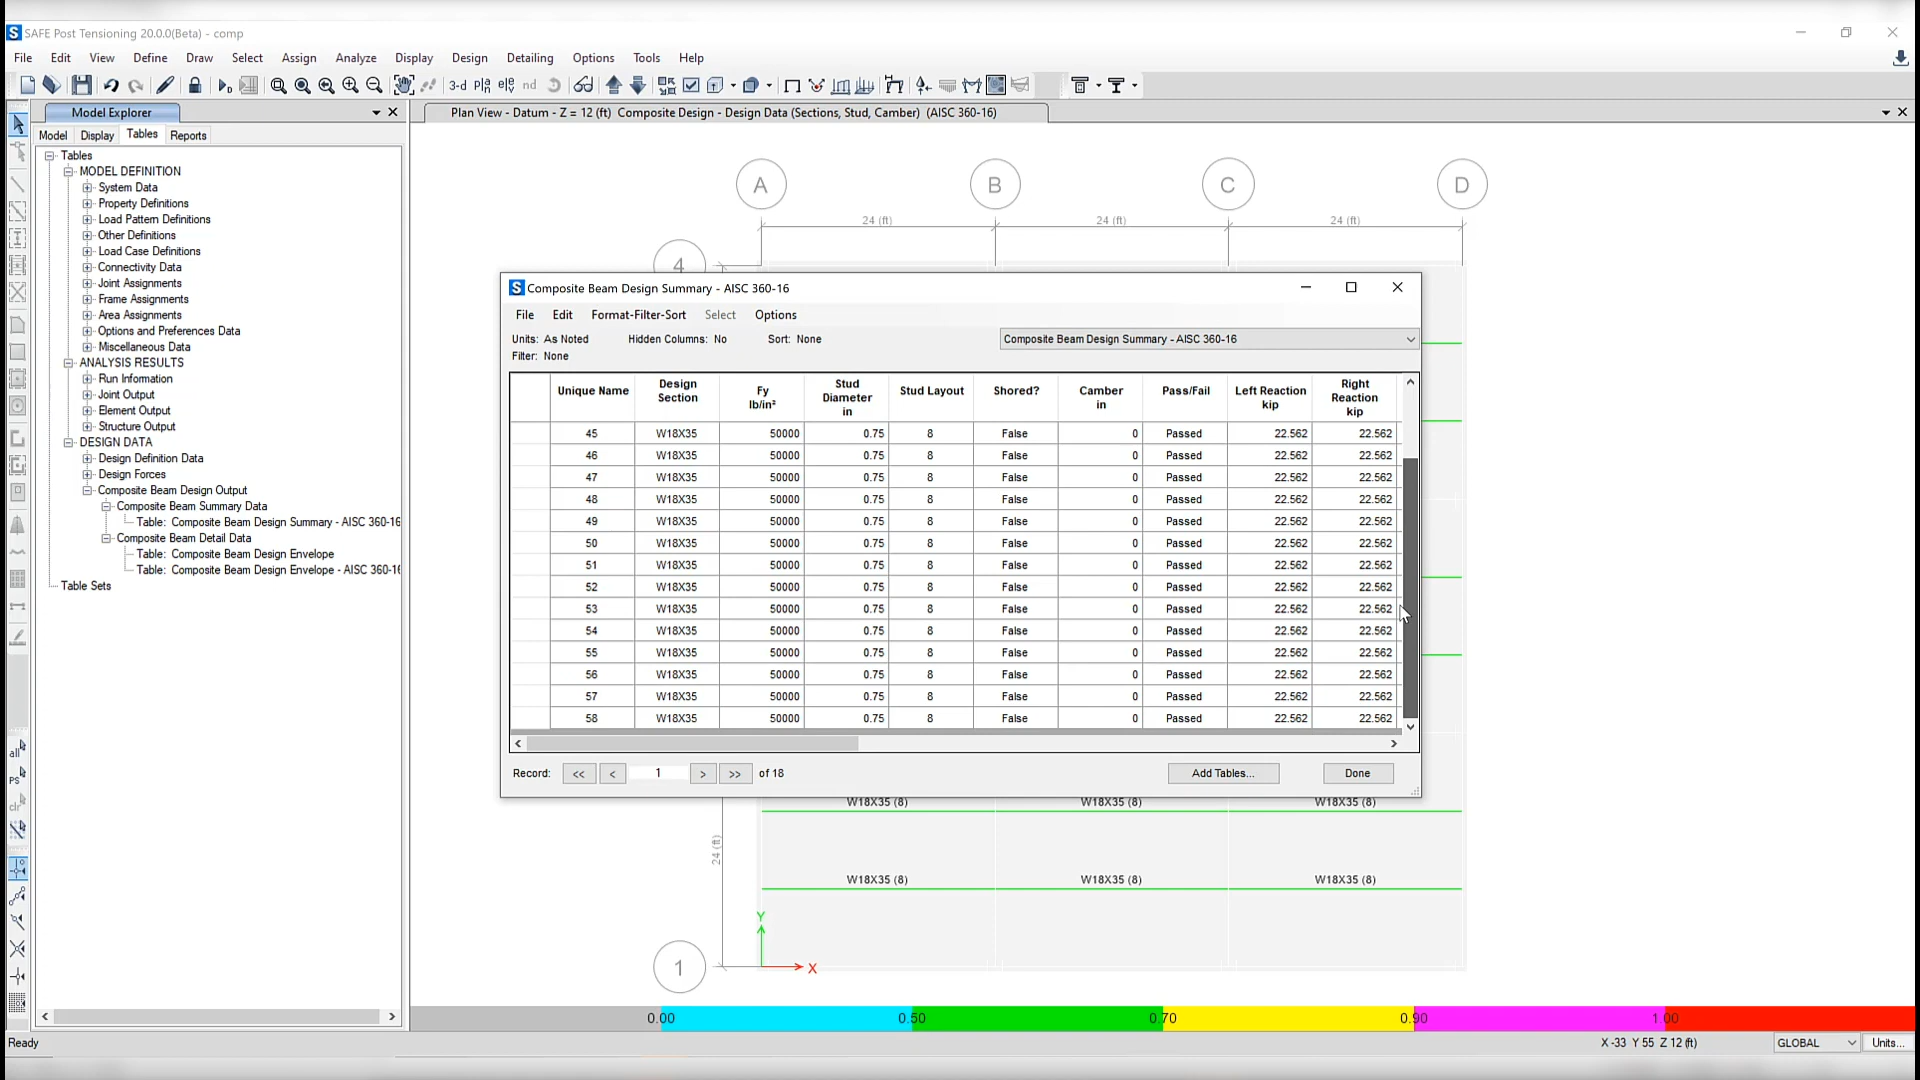 SAFE Post Tensioning 20.0.0(Beta) - comp
File Edit View Define Draw Select Assign Analyze Display Design Detailing Options Tools Help
3-d plạ elẹ nd
Model Explorer
Plan View - Datum - Z = 12 (ft) Composite Design - Design Data (Sections, Stud, Camber) (AISC 360-16)
Model Display Tables Reports
Tables
MODEL DEFINITION
System Data
Property Definitions
Load Pattern Definitions
Other Definitions
Load Case Definitions
Connectivity Data
Joint Assignments
Frame Assignments
Area Assignments
Options and Preferences Data
Miscellaneous Data
ANALYSIS RESULTS
Run Information
Joint Output
Element Output
Structure Output
DESIGN DATA
Design Definition Data
Design Forces
Composite Beam Design Output
Composite Beam Summary Data
Table: Composite Beam Design Summary - AISC 360-16
Composite Beam Detail Data
Table: Composite Beam Design Envelope
Table: Composite Beam Design Envelope - AISC 360-16
Table Sets
all
ps
clr
A B C D
24 (ft) 24 (ft) 24 (ft)
4
Composite Beam Design Summary - AISC 360-16
File Edit Format-Filter-Sort Select Options
Units: As Noted Hidden Columns: No Sort: None Composite Beam Design Summary - AISC 360-16
Filter: None
Unique Name Design Section Fy lb/in² Stud Diameter in Stud Layout Shored? Camber in Pass/Fail Left Reaction kip Right Reaction kip
45 W18X35 50000 0.75 8 False 0 Passed 22.562 22.562
46 W18X35 50000 0.75 8 False 0 Passed 22.562 22.562
47 W18X35 50000 0.75 8 False 0 Passed 22.562 22.562
48 W18X35 50000 0.75 8 False 0 Passed 22.562 22.562
49 W18X35 50000 0.75 8 False 0 Passed 22.562 22.562
50 W18X35 50000 0.75 8 False 0 Passed 22.562 22.562
51 W18X35 50000 0.75 8 False 0 Passed 22.562 22.562
52 W18X35 50000 0.75 8 False 0 Passed 22.562 22.562
53 W18X35 50000 0.75 8 False 0 Passed 22.562 22.562
54 W18X35 50000 0.75 8 False 0 Passed 22.562 22.562
55 W18X35 50000 0.75 8 False 0 Passed 22.562 22.562
56 W18X35 50000 0.75 8 False 0 Passed 22.562 22.562
57 W18X35 50000 0.75 8 False 0 Passed 22.562 22.562
58 W18X35 50000 0.75 8 False 0 Passed 22.562 22.562
Record: << < 1 > >> of 18 Add Tables... Done
W18X35 (8) W18X35 (8) W18X35 (8)
24 (ft)
W18X35 (8) W18X35 (8) W18X35 (8)
Y
1 X
0.00 0.50 0.70 0.90 1.00
Ready X -33 Y 55 Z 12 (ft) GLOBAL Units...